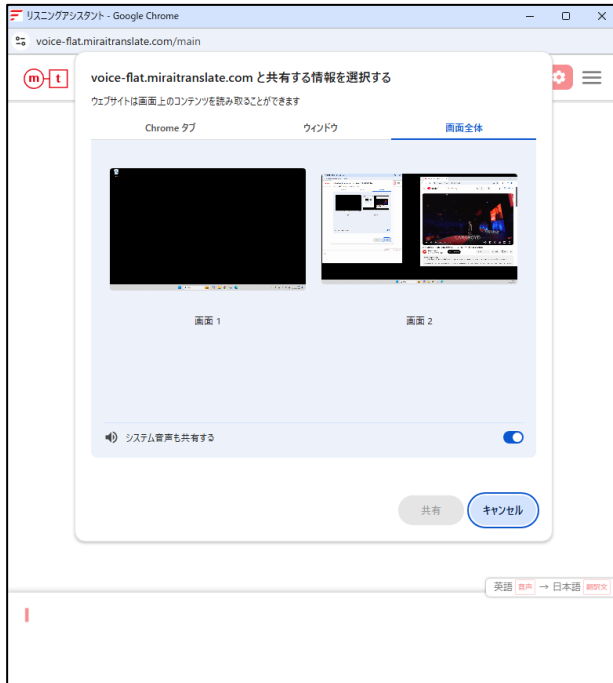 リスニングアシスタント - Google Chrome
voice-flat.miraitranslate.com/main
m t
voice-flat.miraitranslate.com と共有する情報を選択する
ウェブサイトは画面上のコンテンツを読み取ることができます
Chrome タブ ウィンドウ 画面全体
画面 1 画面 2
システム音声も共有する
共有 キャンセル
英語 音声 → 日本語 翻訳文